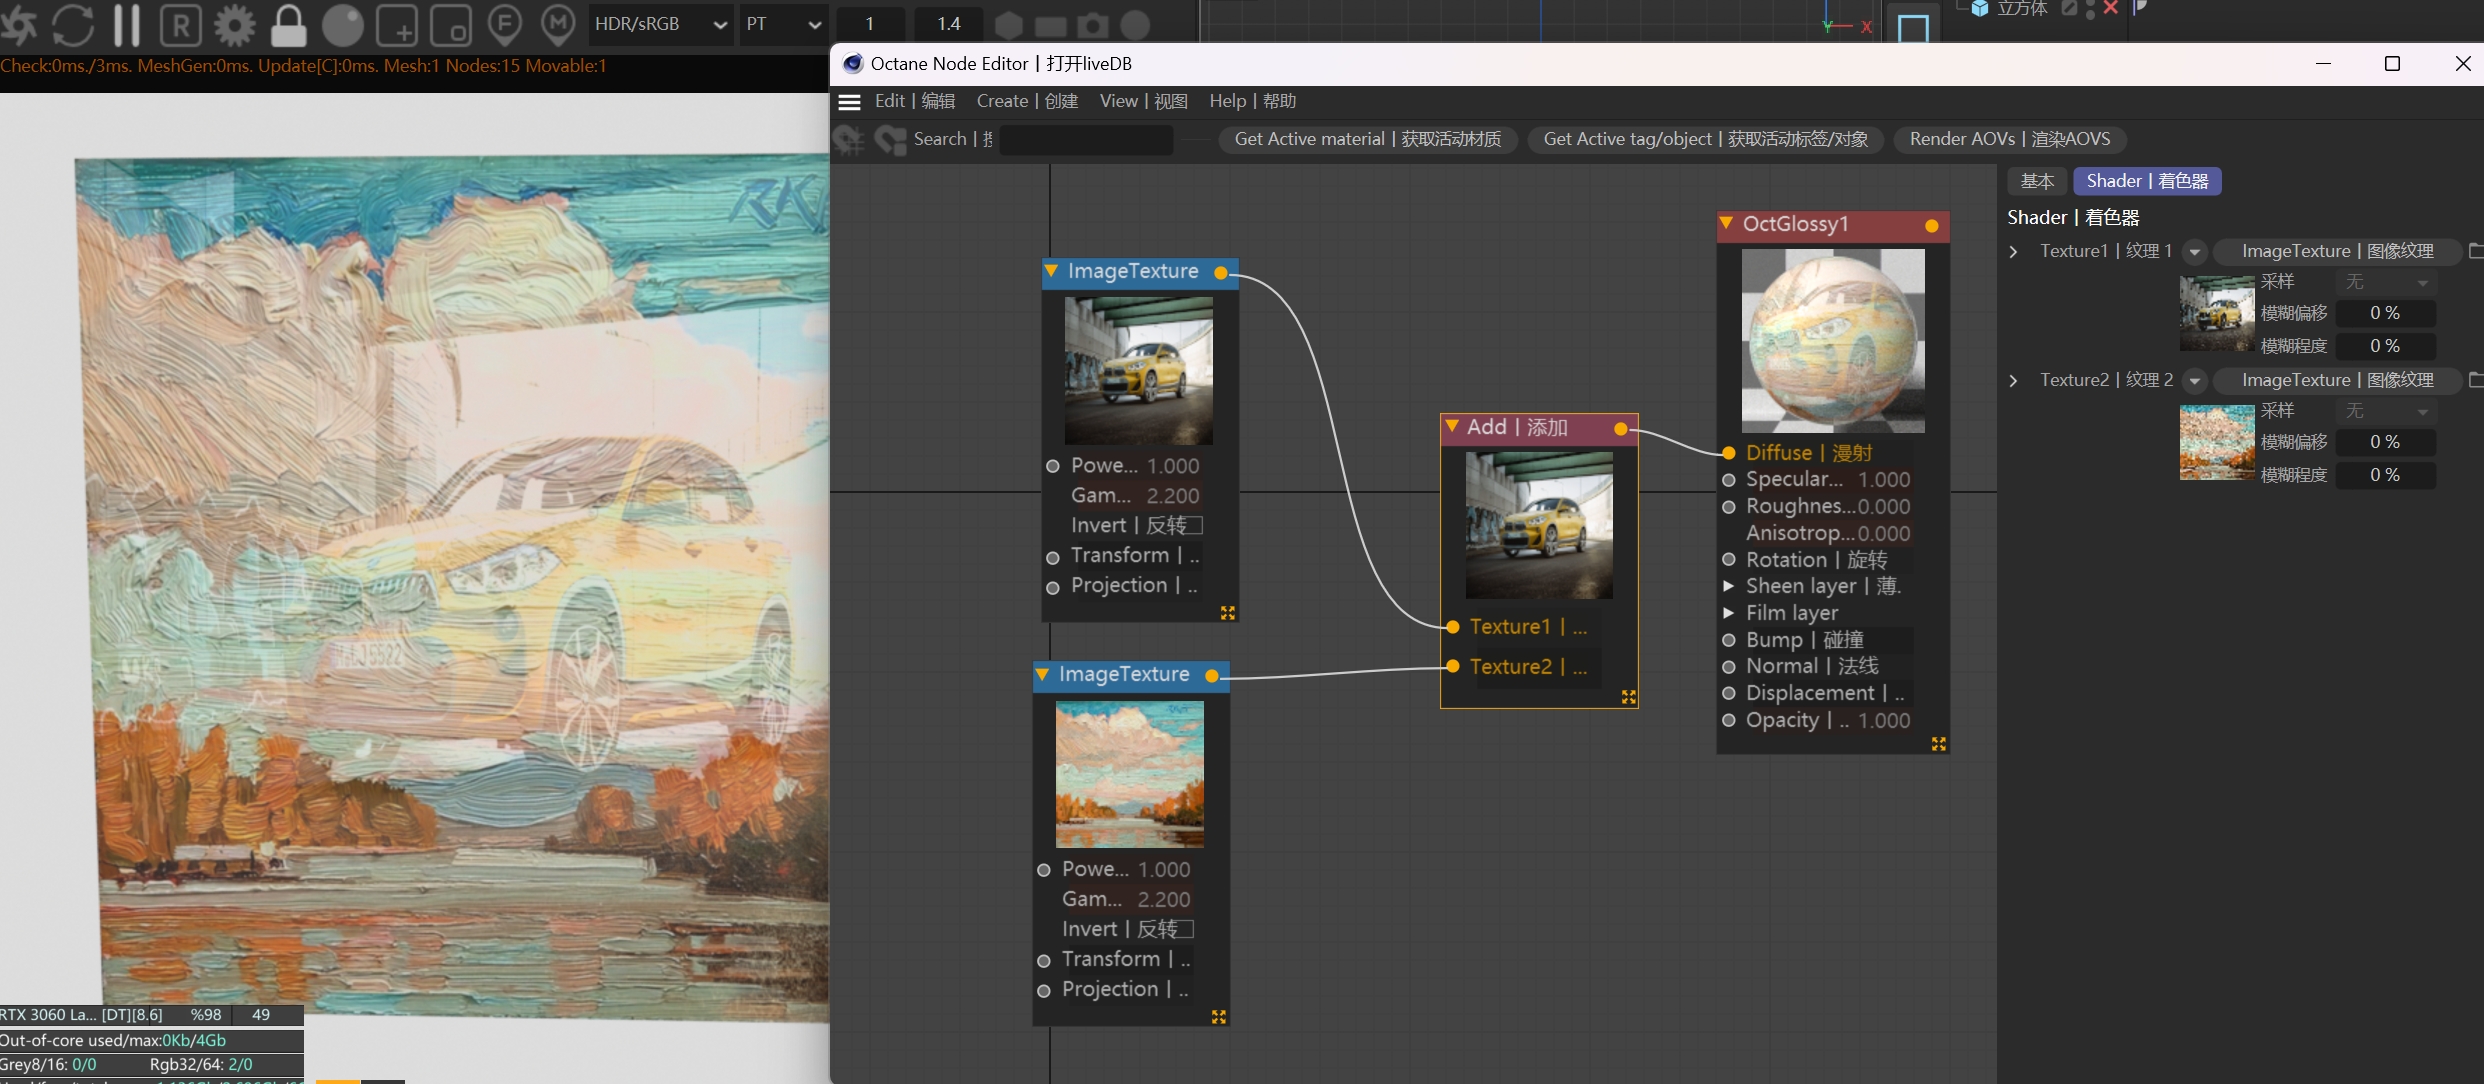 HDR/sRGB
PT
1
1.4
立方体
Check:0ms./3ms. MeshGen:0ms. Update[C]:0ms. Mesh:1 Nodes:15 Movable:1
Octane Node Editor | 打开liveDB
Edit | 编辑 Create | 创建 View | 视图 Help | 帮助
Search |
Get Active material | 获取活动材质
Get Active tag/object | 获取活动标签/对象
Render AOVs | 渲染AOVS
基本
Shader | 着色器
Shader | 着色器
Texture1 | 纹理 1
ImageTexture | 图像纹理
采样 无
模糊偏移 0 %
模糊程度 0 %
Texture2 | 纹理 2
ImageTexture | 图像纹理
采样 无
模糊偏移 0 %
模糊程度 0 %
ImageTexture
Powe... 1.000
Gam... 2.200
Invert | 反转
Transform | ..
Projection | ..
ImageTexture
Powe... 1.000
Gam... 2.200
Invert | 反转
Transform | ..
Projection | ..
Add | 添加
Texture1 | ...
Texture2 | ...
OctGlossy1
Diffuse | 漫射
Specular... 1.000
Roughnes...0.000
Anisotrop...0.000
Rotation | 旋转
Sheen layer | 薄.
Film layer
Bump | 碰撞
Normal | 法线
Displacement | ..
Opacity | .. 1.000
RTX 3060 La... [DT][8.6] %98 49
Out-of-core used/max:0Kb/4Gb
Grey8/16: 0/0 Rgb32/64: 2/0